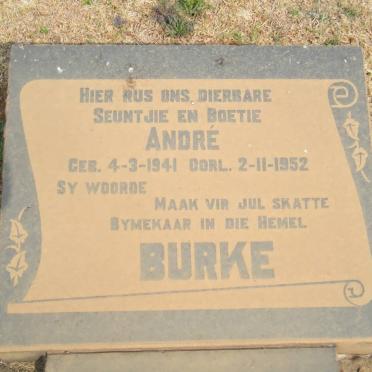 Hier rus ons dierbare
Seuntjie en Boetie
André
Geb. 4-3-1941 Oorl. 2-11-1952
Sy woorde
Maak vir jul skatte
Bymekaar in die Hemel
BURKE